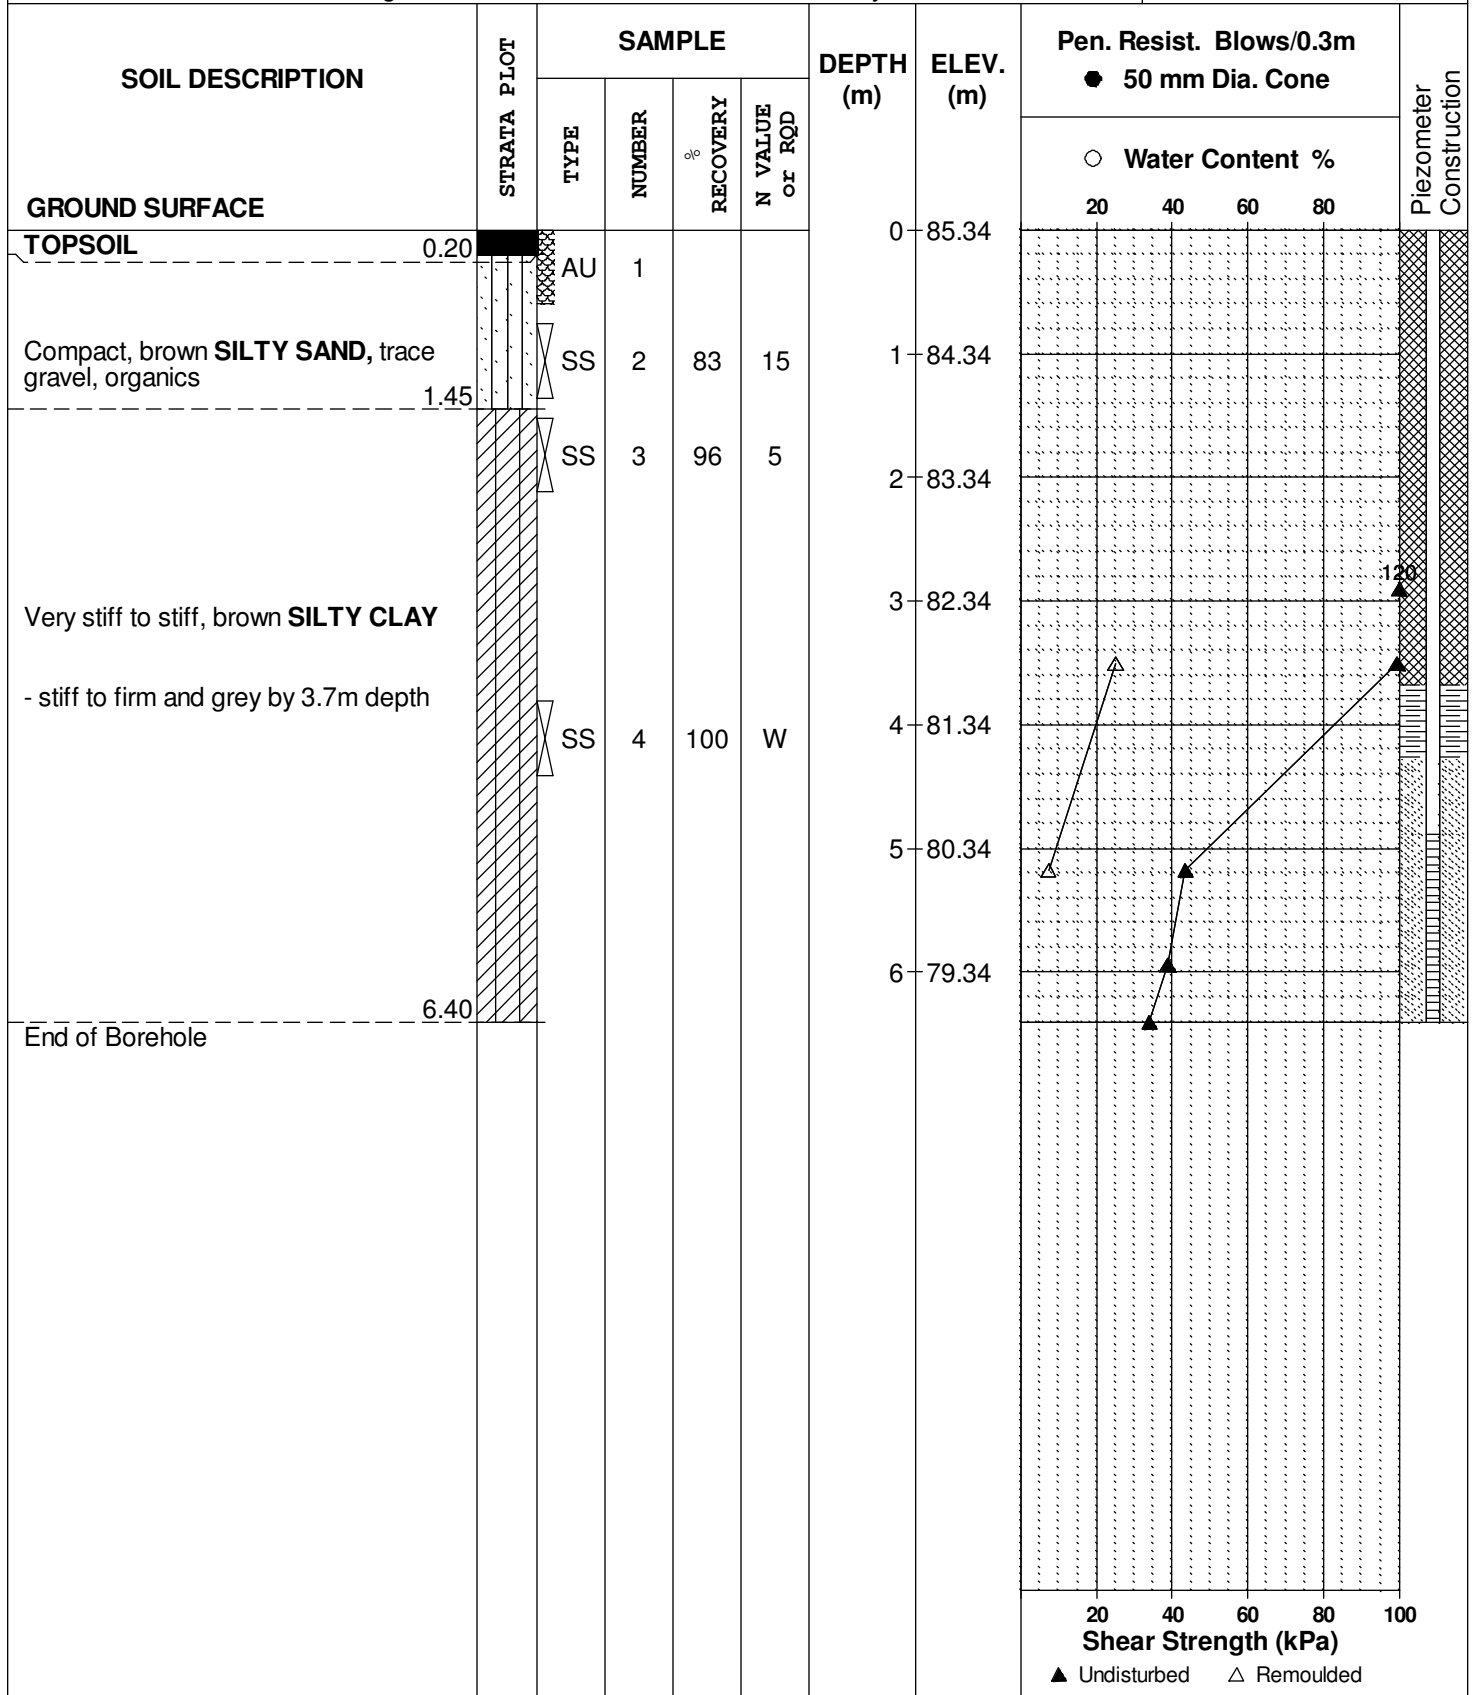 SOIL DESCRIPTION
GROUND SURFACE
STRATA PLOT
SAMPLE
TYPE
NUMBER
%
RECOVERY
N VALUE
or RQD
DEPTH
(m)
ELEV.
(m)
Pen. Resist. Blows/0.3m
50 mm Dia. Cone
Water Content %
20 40 60 80
Piezometer
Construction
TOPSOIL 0.20
AU 1
0 85.34
Compact, brown SILTY SAND, trace
gravel, organics
1.45
SS 2 83 15
1 84.34
SS 3 96 5
2 83.34
120
3 82.34
Very stiff to stiff, brown SILTY CLAY
- stiff to firm and grey by 3.7m depth
SS 4 100 W
4 81.34
5 80.34
6 79.34
6.40
End of Borehole
20 40 60 80 100
Shear Strength (kPa)
Undisturbed Remoulded